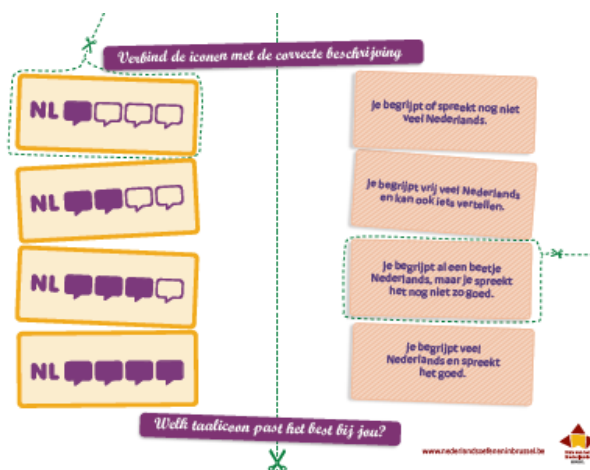 Verbind de iconen met de correcte beschrijving
NL
Je begrijpt of spreekt nog niet
veel Nederlands.
NL
Je begrijpt vrij veel Nederlands
en kan ook iets vertellen.
NL
Je begrijpt al een beetje
Nederlands, maar je spreekt
het nog niet zo goed.
NL
Je begrijpt veel
Nederlands en spreekt
het goed.
Welk taalicoon past het best bij jou?
www.nederlandsoefeneninbrussel.be